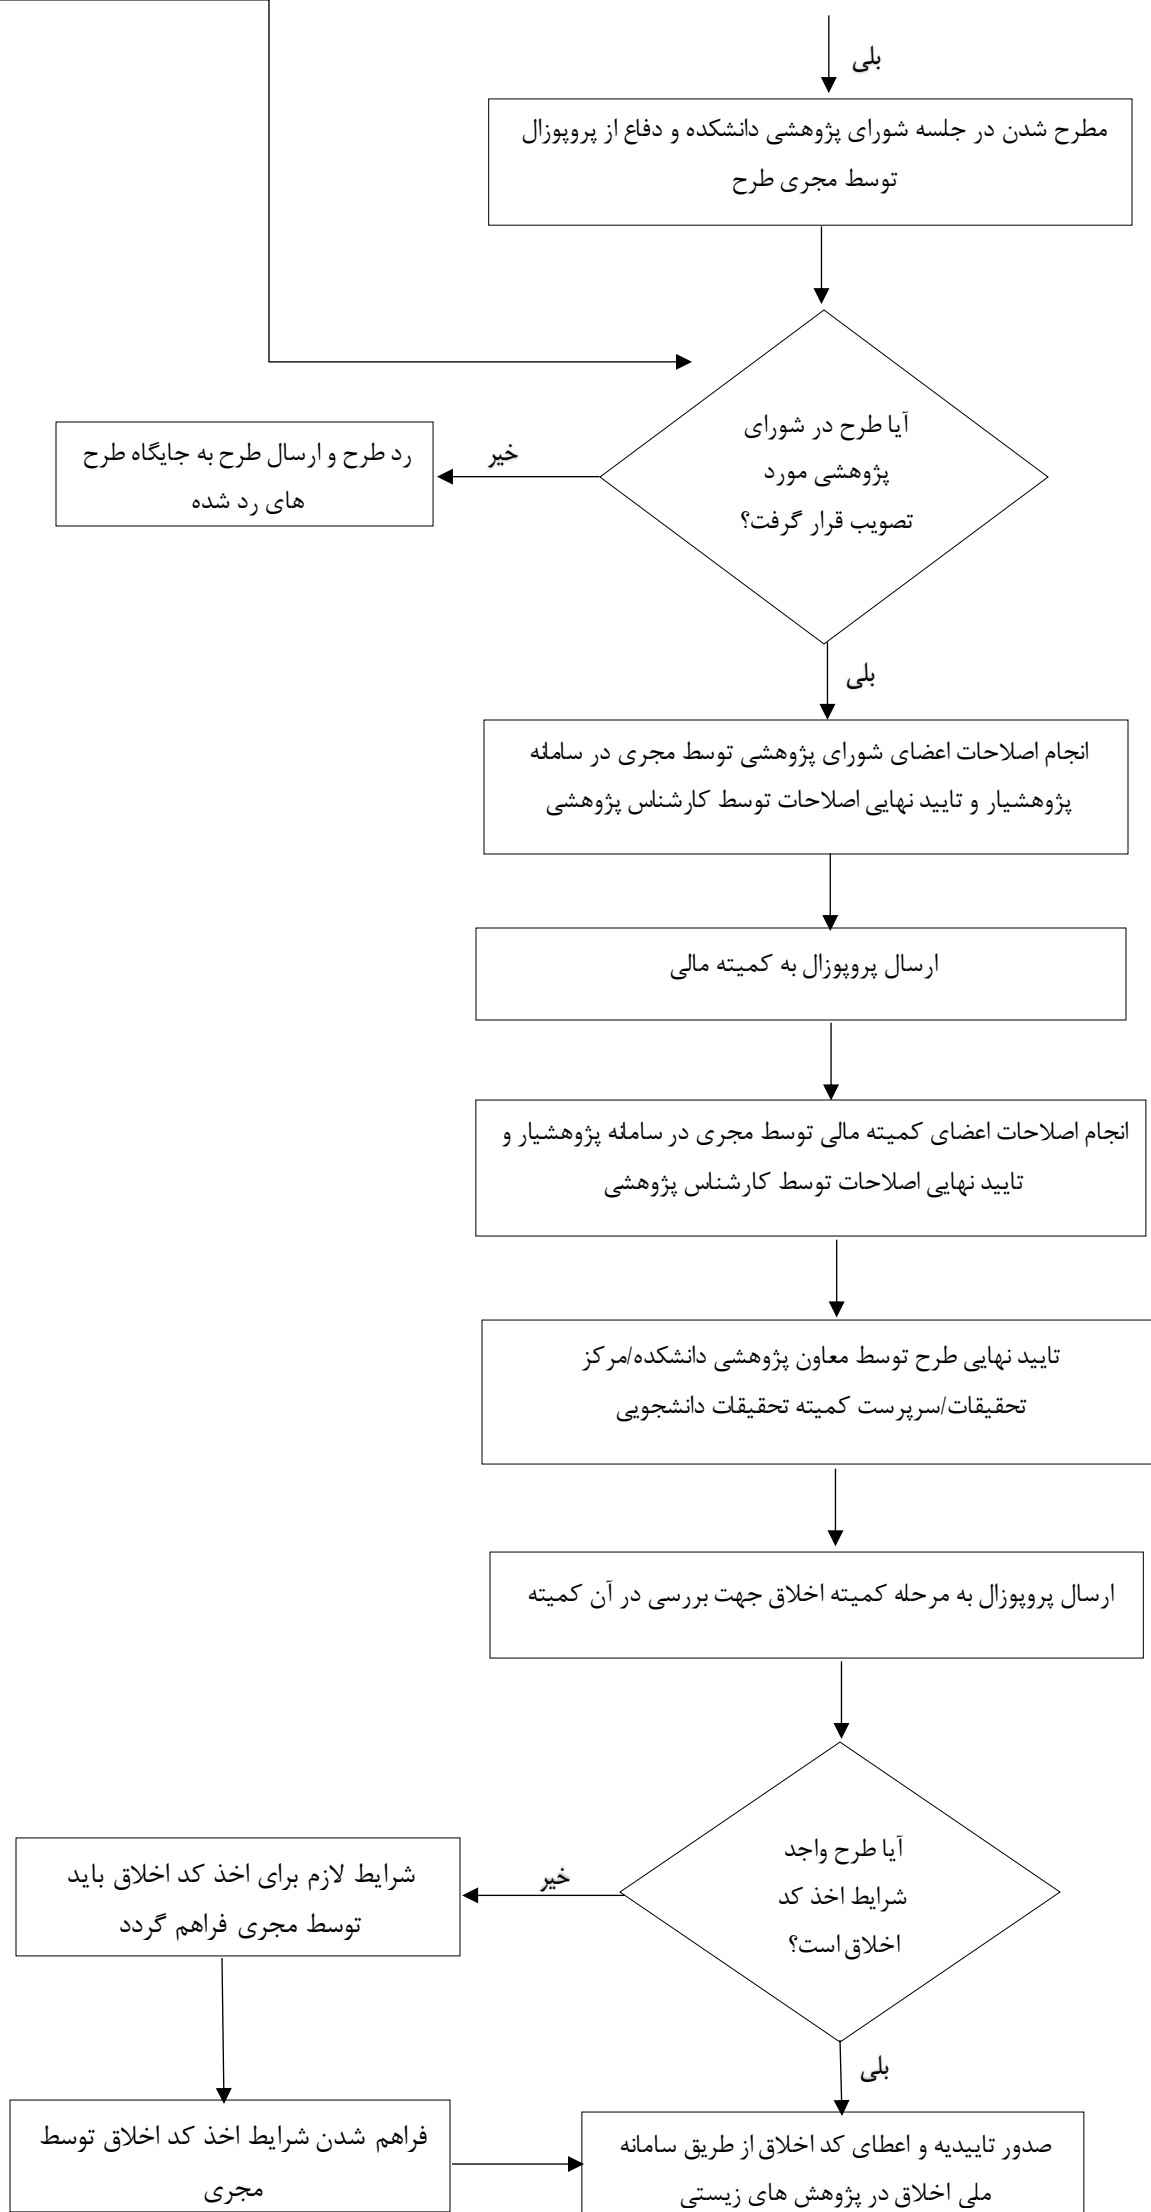 بلی
مطرح شدن در جلسه شورای پژوهشی دانشکده و دفاع از پروپوزال
توسط مجری طرح
آیا طرح در شورای
پژوهشی مورد
تصویب قرار گرفت؟
خیر
رد طرح و ارسال طرح به جایگاه طرح
های رد شده
بلی
انجام اصلاحات اعضای شورای پژوهشی توسط مجری در سامانه
پژوهشیار و تایید نهایی اصلاحات توسط کارشناس پژوهشی
ارسال پروپوزال به کمیته مالی
انجام اصلاحات اعضای کمیته مالی توسط مجری در سامانه پژوهشیار و
تایید نهایی اصلاحات توسط کارشناس پژوهشی
تایید نهایی طرح توسط معاون پژوهشی دانشکده/مرکز
تحقیقات/سرپرست کمیته تحقیقات دانشجویی
ارسال پروپوزال به مرحله کمیته اخلاق جهت بررسی در آن کمیته
آیا طرح واجد
شرایط اخذ کد
اخلاق است؟
خیر
شرایط لازم برای اخذ کد اخلاق باید
توسط مجری فراهم گردد
بلی
فراهم شدن شرایط اخذ کد اخلاق توسط
مجری
صدور تاییدیه و اعطای کد اخلاق از طریق سامانه
ملی اخلاق در پژوهش های زیستی